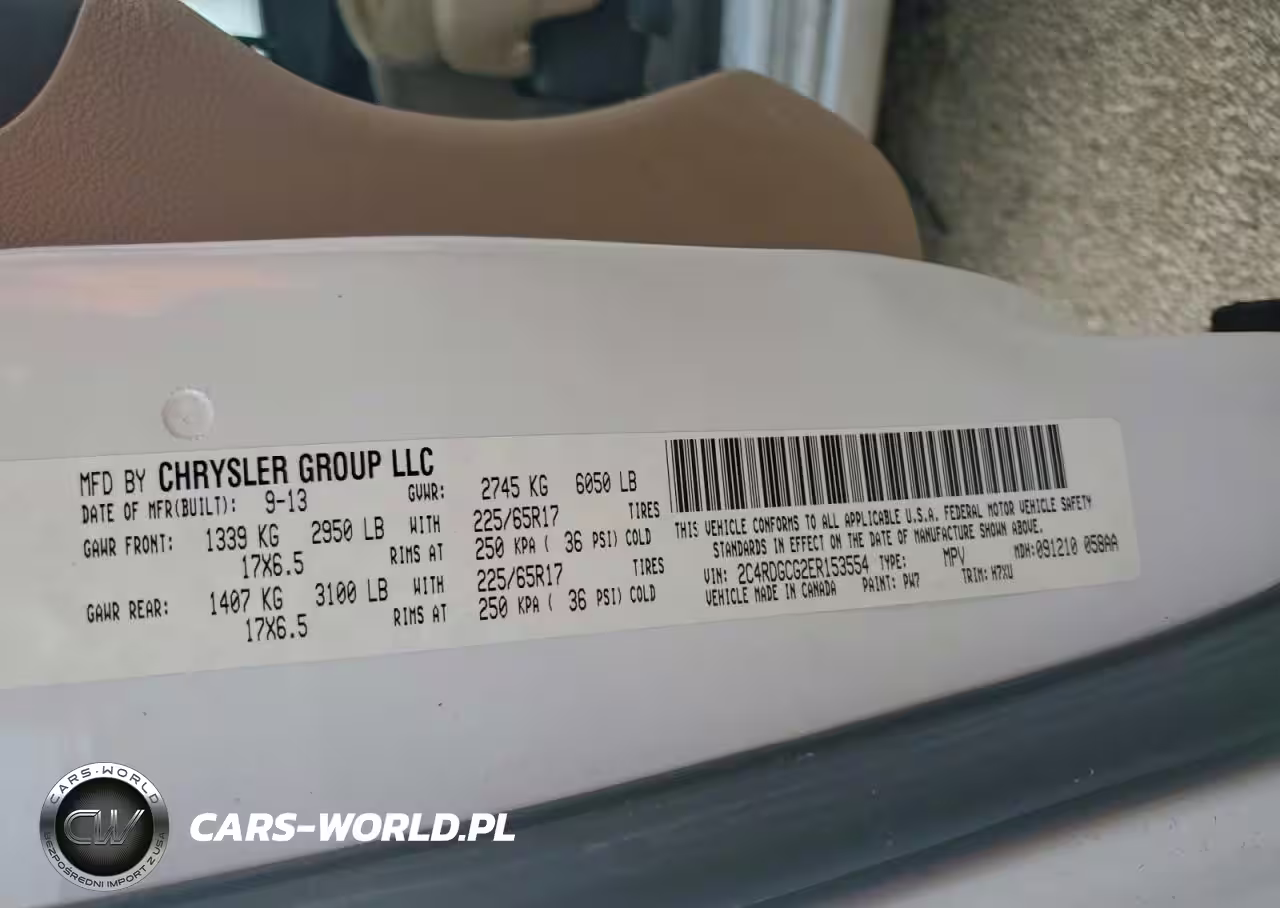 MFD BY CHRYSLER GROUP LLC
DATE OF MFR(BUILT): 9-13 GVWR: 2745 KG 6050 LB
GAWR FRONT: 1339 KG 2950 LB WITH 225/65R17 TIRES
17X6.5 RIMS AT 250 KPA ( 36 PSI) COLD
GAWR REAR: 1407 KG 3100 LB WITH 225/65R17 TIRES
17X6.5 RIMS AT 250 KPA ( 36 PSI) COLD
THIS VEHICLE CONFORMS TO ALL APPLICABLE U.S.A. FEDERAL MOTOR VEHICLE SAFETY
STANDARDS IN EFFECT ON THE DATE OF MANUFACTURE SHOWN ABOVE.
VIN: 2C4RDGCG2ER153554 TYPE: MPV MDH:091210 058AA
VEHICLE MADE IN CANADA PAINT: PW7 TRIM: H7XU
CARS-WORLD
CW
BEZPOŚREDNI IMPORT Z USA
CARS-WORLD.PL